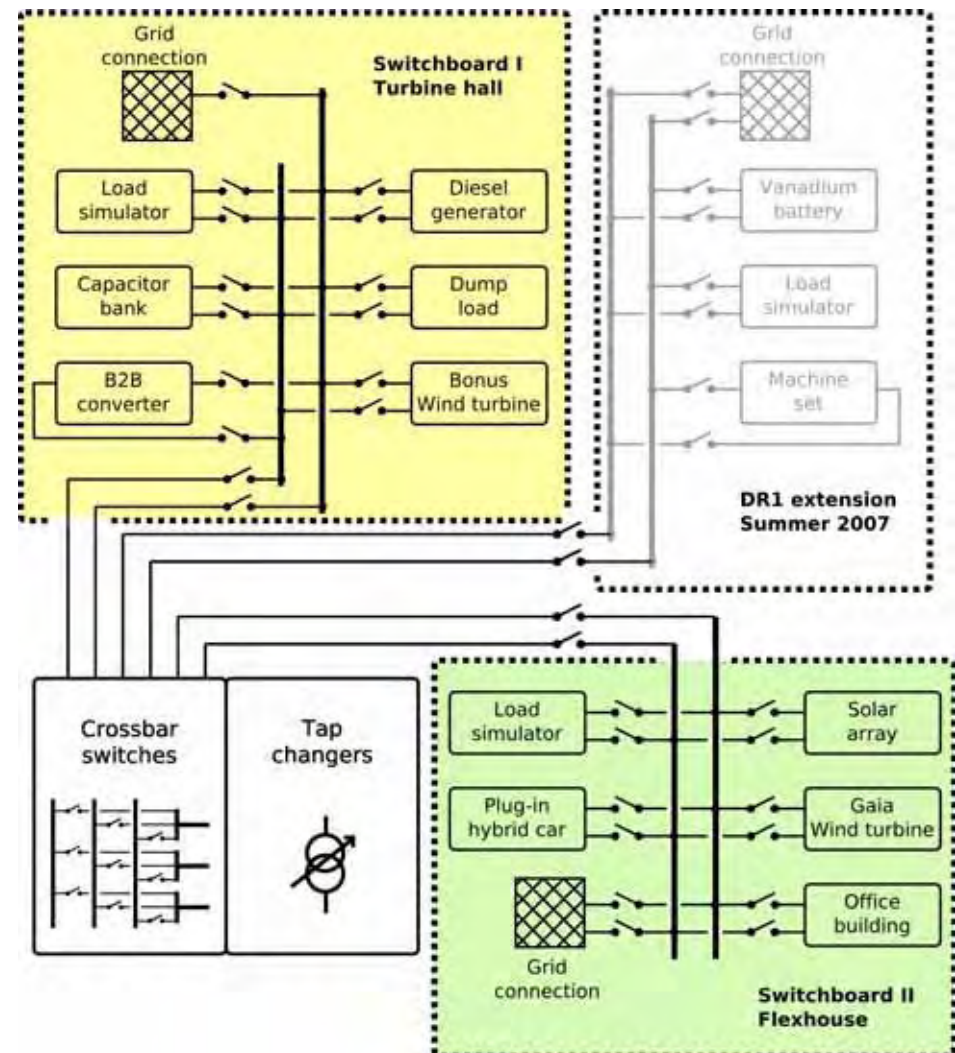 Grid
connection
Switchboard I
Turbine hall
Load
simulator
Diesel
generator
Capacitor
bank
Dump
load
B2B
converter
Bonus
Wind turbine
Grid
connection
Vanadium
battery
Load
simulator
Machine
set
DR1 extension
Summer 2007
Crossbar
switches
Tap
changers
Load
simulator
Solar
array
Plug-in
hybrid car
Gaia
Wind turbine
Office
building
Grid
connection
Switchboard II
Flexhouse